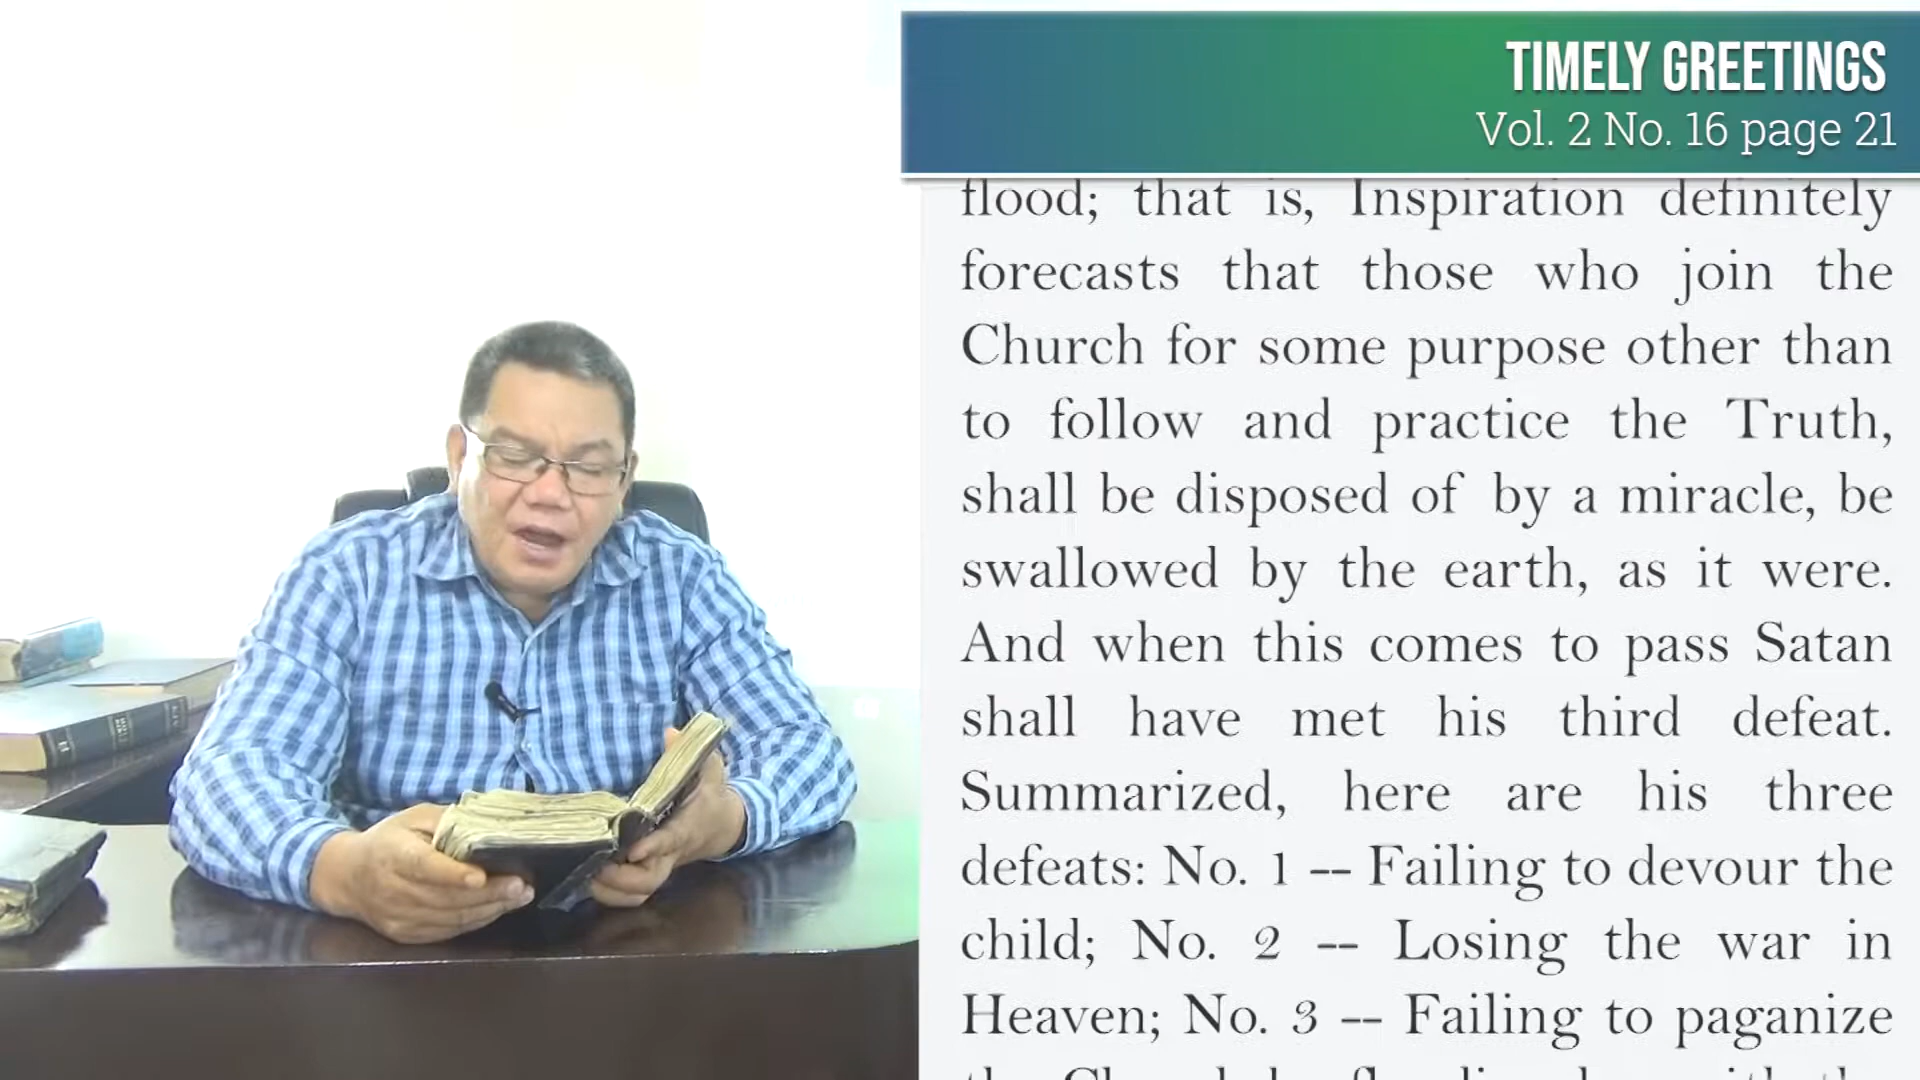 TIMELY GREETINGS
Vol. 2 No. 16 page 21
flood; that is, Inspiration definitely
forecasts that those who join the
Church for some purpose other than
to follow and practice the Truth,
shall be disposed of by a miracle, be
swallowed by the earth, as it were.
And when this comes to pass Satan
shall have met his third defeat.
Summarized, here are his three
defeats: No. 1 -- Failing to devour the
child; No. 2 -- Losing the war in
Heaven; No. 3 -- Failing to paganize